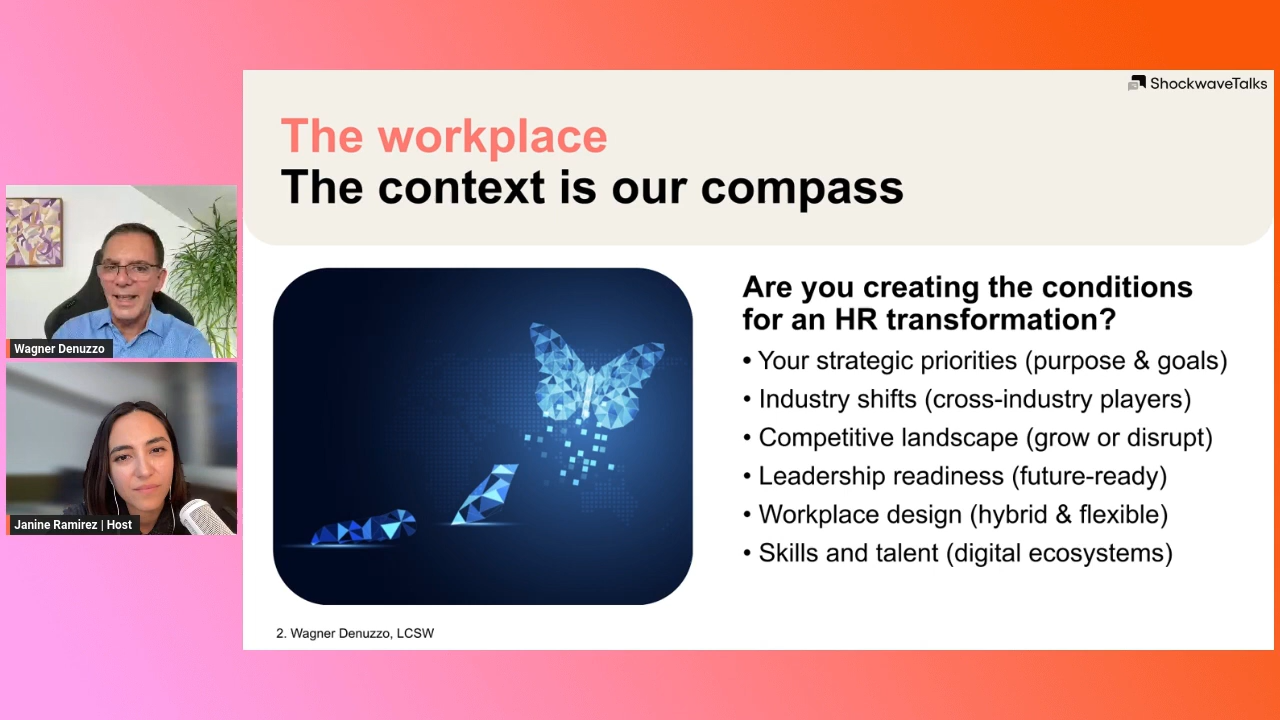 ShockwaveTalks
The workplace
The context is our compass
Wagner Denuzzo
Janine Ramirez | Host
Are you creating the conditions
for an HR transformation?
• Your strategic priorities (purpose & goals)
• Industry shifts (cross-industry players)
• Competitive landscape (grow or disrupt)
• Leadership readiness (future-ready)
• Workplace design (hybrid & flexible)
• Skills and talent (digital ecosystems)
2. Wagner Denuzzo, LCSW